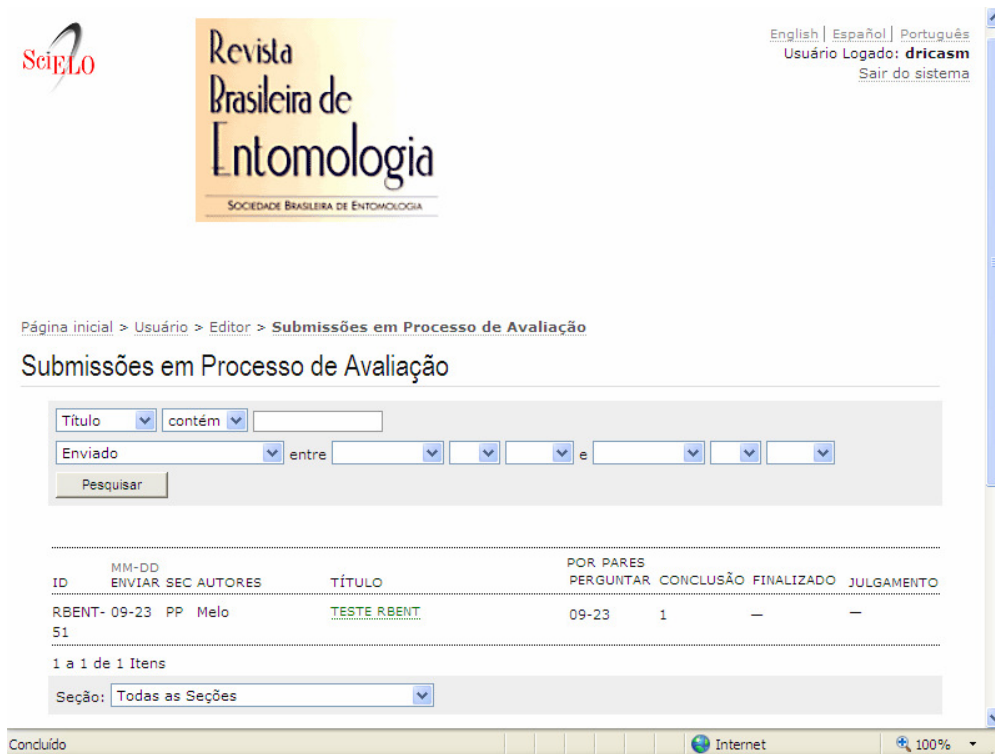 SciELO
Revista
Brasileira de
Entomologia
SOCIEDADE BRASILEIRA DE ENTOMOLOGIA
English | Español | Português
Usuário Logado: dricasm
Sair do sistema
Página inicial > Usuário > Editor > Submissões em Processo de Avaliação
Submissões em Processo de Avaliação
Título contém
Enviado entre e
Pesquisar
MM-DD POR PARES
ID ENVIAR SEC AUTORES TÍTULO PERGUNTAR CONCLUSÃO FINALIZADO JULGAMENTO
RBENT- 09-23 PP Melo TESTE RBENT 09-23 1 — —
51
1 a 1 de 1 Itens
Seção: Todas as Seções
Concluído Internet 100%